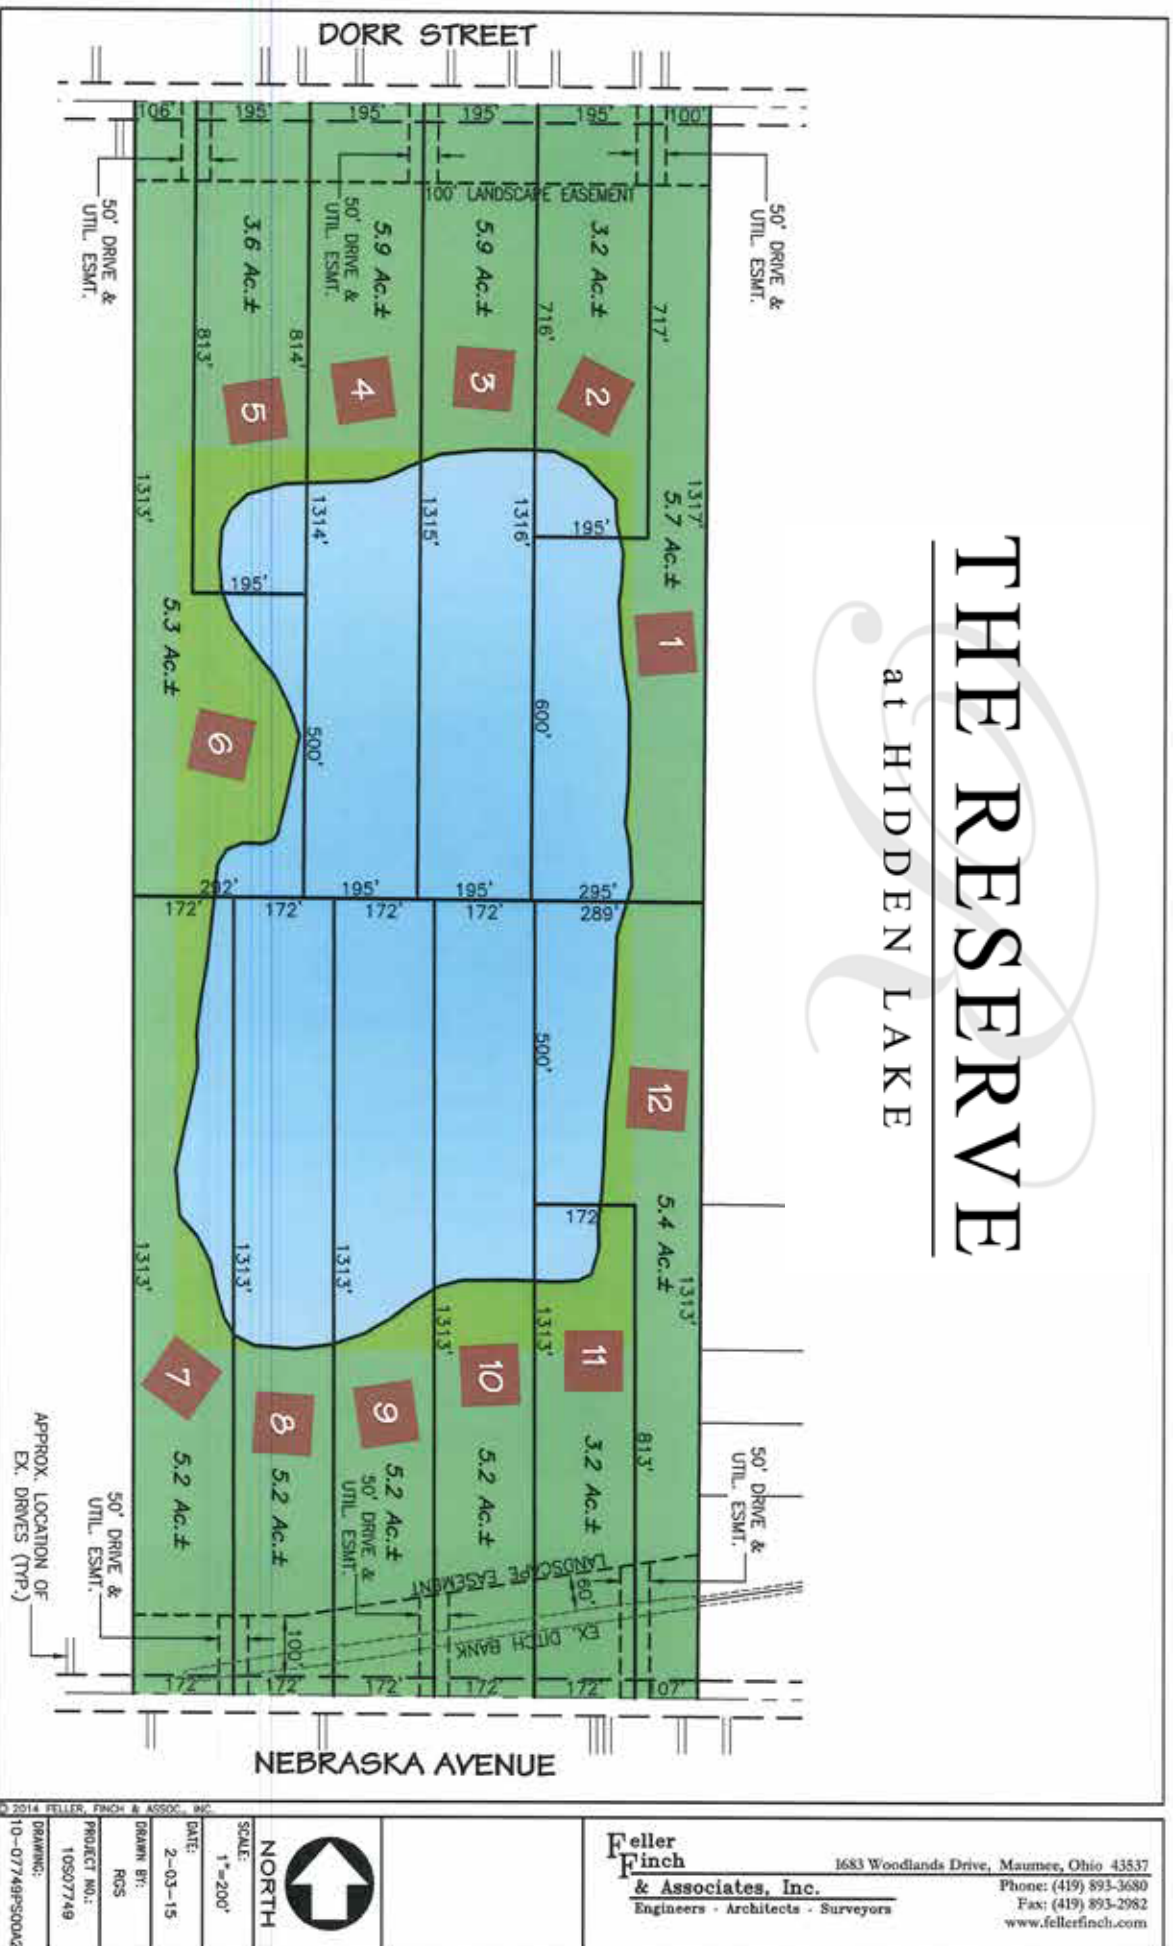 DORR STREET
106'
195'
195'
195'
195'
100'
50' DRIVE &
UTIL. ESMT.
50' DRIVE &
UTIL. ESMT.
50' DRIVE &
UTIL. ESMT.
100' LANDSCAPE EASEMENT
3.6 Ac.±
5.9 Ac.±
5.9 Ac.±
3.2 Ac.±
813'
814'
716'
717'
5
4
3
2
1313'
1314'
1315'
1316'
1317'
5.7 Ac.±
195'
195'
1
5.3 Ac.±
6
500'
600'
THE RESERVE
at HIDDEN LAKE
292'
195'
195'
295'
172'
172'
172'
172'
289'
500'
12
172'
5.4 Ac.±
1313'
1313'
1313'
1313'
1313'
1313'
7
8
9
10
11
813'
5.2 Ac.±
5.2 Ac.±
5.2 Ac.±
5.2 Ac.±
3.2 Ac.±
50' DRIVE &
UTIL. ESMT.
50' DRIVE &
UTIL. ESMT.
50' DRIVE &
UTIL. ESMT.
APPROX. LOCATION OF
EX. DRIVES (TYP.)
LANDSCAPE EASEMENT
60'
100'
EX. DITCH BANK
172'
172'
172'
172'
172'
107'
NEBRASKA AVENUE
© 2014 FELLER, FINCH & ASSOC., INC.
NORTH
SCALE:
1"=200'
DATE:
2-03-15
DRAWN BY:
RGS
PROJECT NO.:
10S07749
DRAWING:
10-07749PS00A2
Feller
Finch
& Associates, Inc.
Engineers - Architects - Surveyors
1683 Woodlands Drive, Maumee, Ohio 43537
Phone: (419) 893-3680
Fax: (419) 893-2982
www.fellerfinch.com